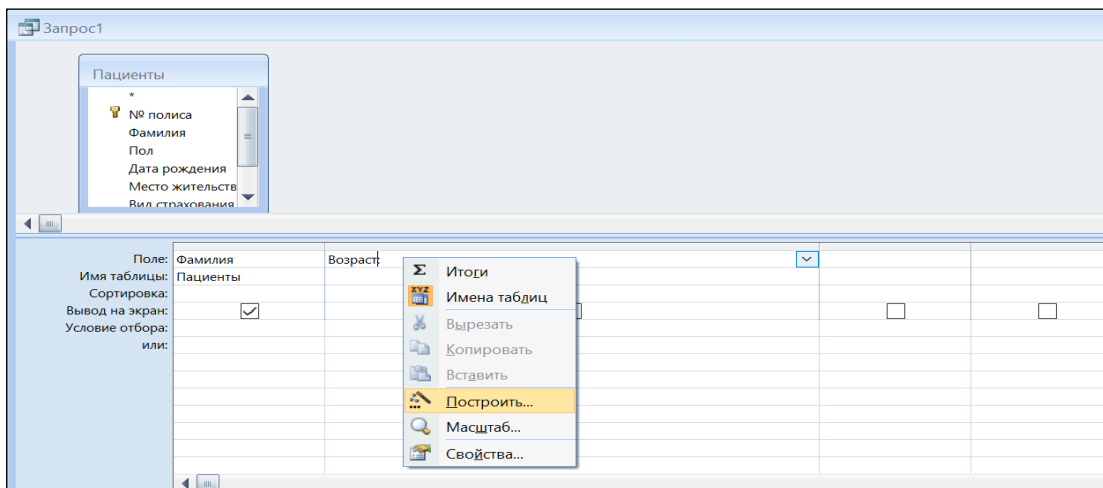 Запрос1
Пациенты
*
№ полиса
Фамилия
Пол
Дата рождения
Место жительств
Вид страхования
Поле: Фамилия Возраст:
Имя таблицы: Пациенты
Сортировка:
Вывод на экран:
Условие отбора:
или:
Σ Итоги
XYZ Имена таблиц
Вырезать
Копировать
Вставить
Построить...
Масштаб...
Свойства...